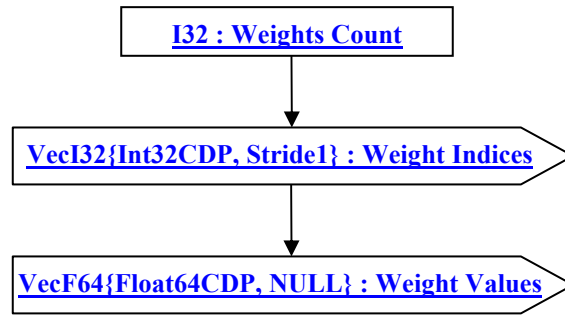 I32 : Weights Count
VecI32{Int32CDP, Stride1} : Weight Indices
VecF64{Float64CDP, NULL} : Weight Values